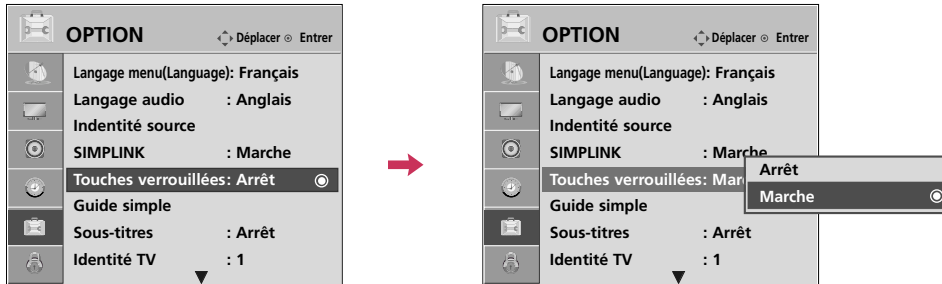 OPTION Déplacer Entrer
Langage menu(Language): Français
Langage audio : Anglais
Indentité source
SIMPLINK : Marche
Touches verrouillées: Arrêt
Guide simple
Sous-titres : Arrêt
Identité TV : 1
OPTION Déplacer Entrer
Langage menu(Language): Français
Langage audio : Anglais
Indentité source
SIMPLINK : Marche
Touches verrouillées: Mar
Arrêt
Marche
Guide simple
Sous-titres : Arrêt
Identité TV : 1